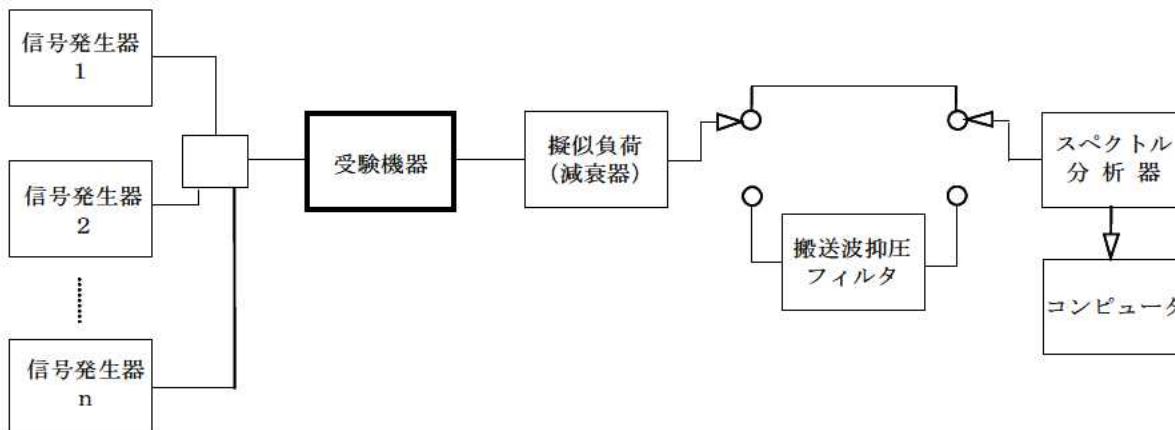 信号発生器
1
信号発生器
2
信号発生器
n
受験機器
擬似負荷
(減衰器)
搬送波抑圧
フィルタ
スペクトル
分 析 器
コンピュータ